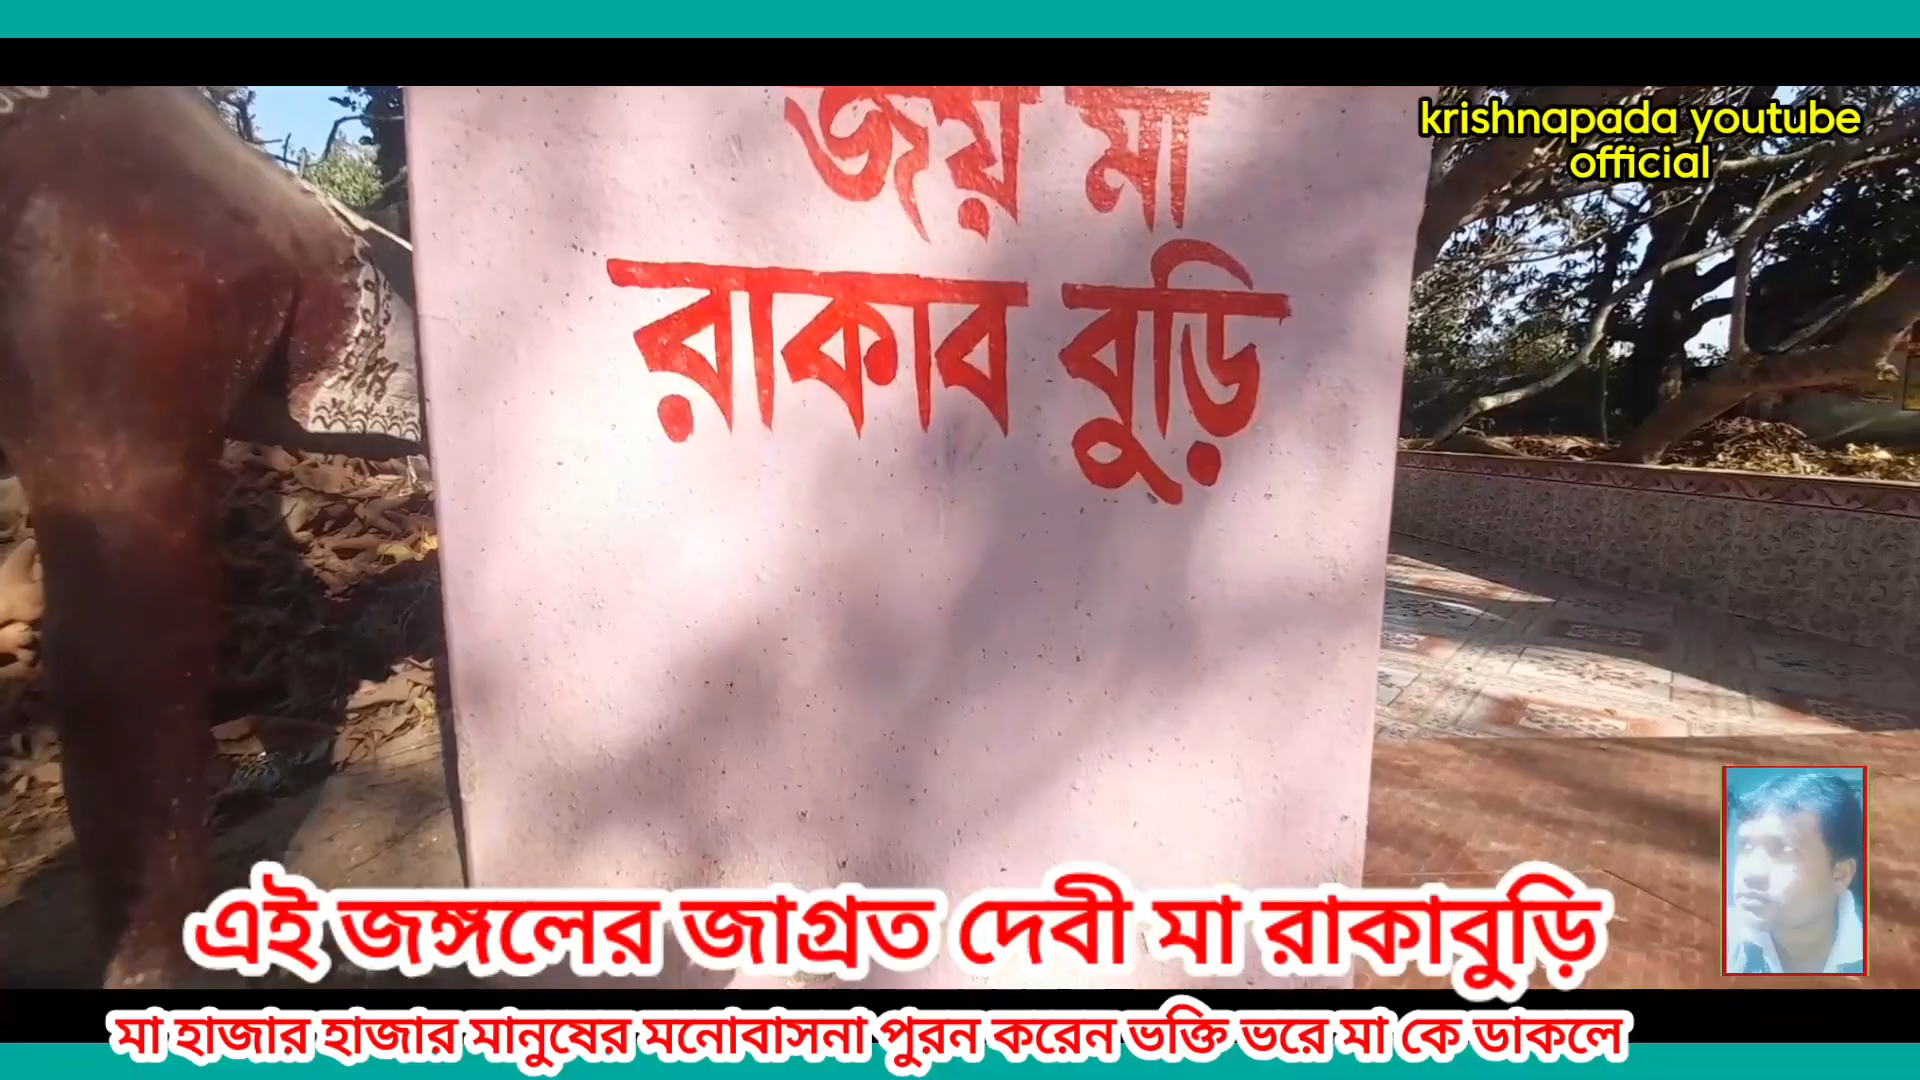 krishnapada youtube
official
জয় মা
রাকাব বুড়ি
এই জঙ্গলের জাগ্রত দেবী মা রাকাবুড়ি
মা হাজার হাজার মানুষের মনোবাসনা পুরন করেন ভক্তি ভরে মা কে ডাকলে